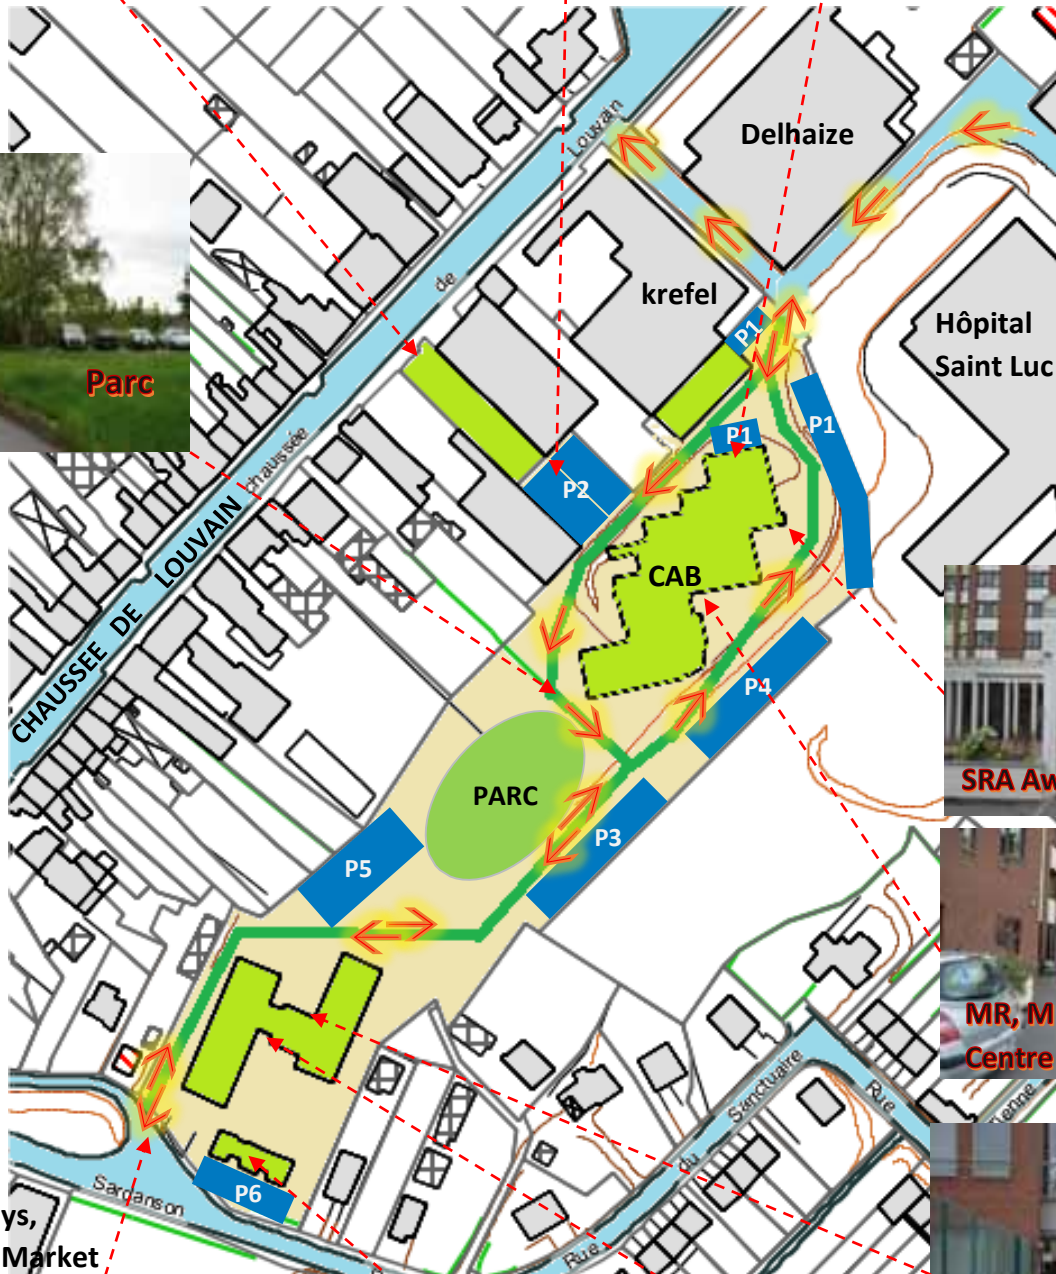 Louvain
de
chaussée
CHAUSSEE DE LOUVAIN
Delhaize
krefel
Hôpital
Saint Luc
Parc
P1
P1
P1
P2
CAB
P4
PARC
P3
P5
SRA Aw
MR, M
Centre
P6
Sarganson
Rue du Sanctuaire
Rue
enne
ys,
Market